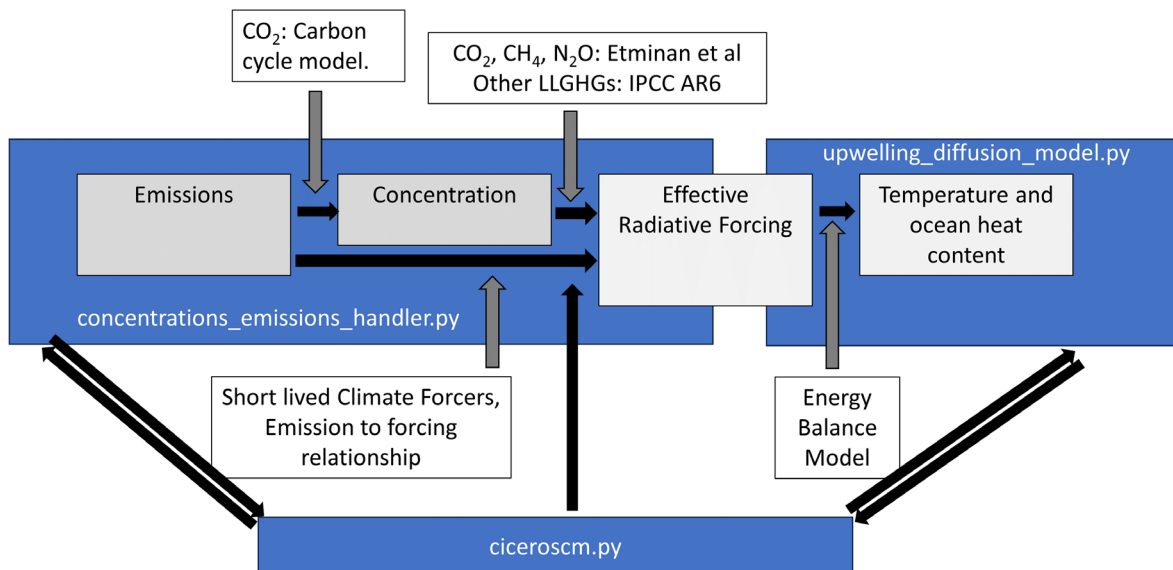 CO₂: Carbon
cycle model.
CO₂, CH₄, N₂O: Etminan et al
Other LLGHGs: IPCC AR6
upwelling_diffusion_model.py
Emissions
Concentration
Effective
Radiative Forcing
Temperature and
ocean heat
content
concentrations_emissions_handler.py
Short lived Climate Forcers,
Emission to forcing
relationship
Energy
Balance
Model
ciceroscm.py